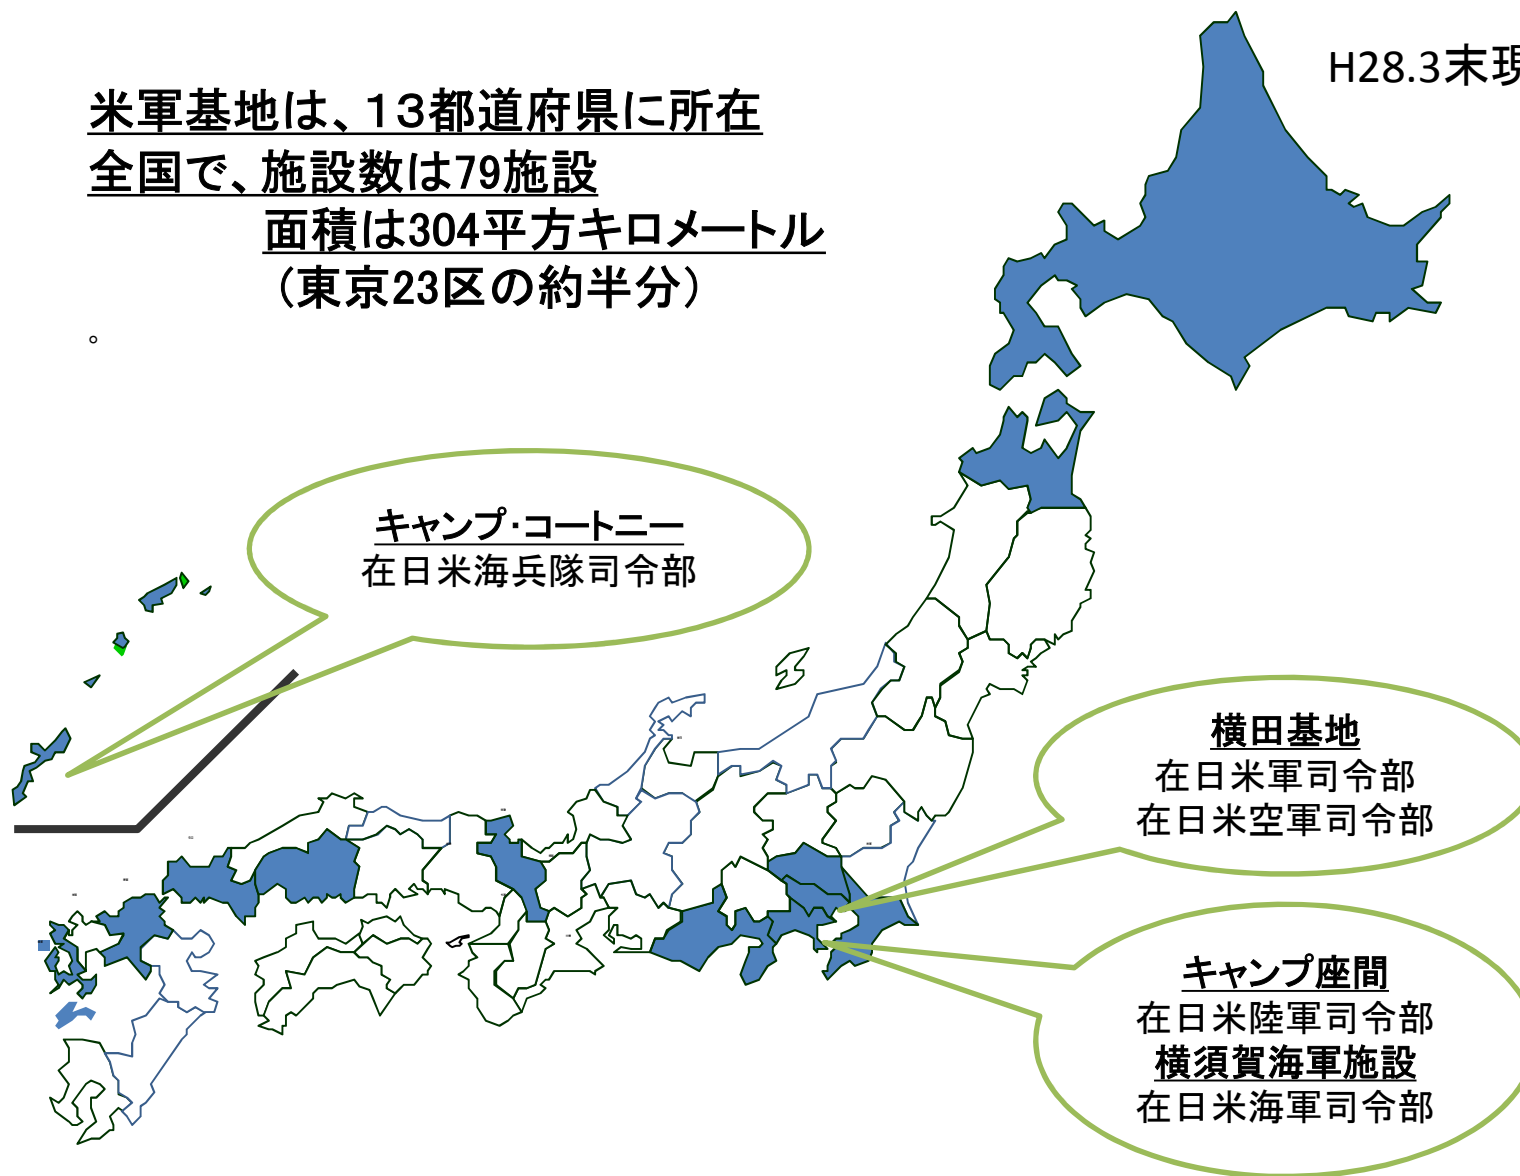 H28.3末現
米軍基地は、13都道府県に所在
全国で、施設数は79施設
面積は304平方キロメートル
(東京23区の約半分)
。
キャンプ・コートニー
在日米海兵隊司令部
横田基地
在日米軍司令部
在日米空軍司令部
キャンプ座間
在日米陸軍司令部
横須賀海軍施設
在日米海軍司令部